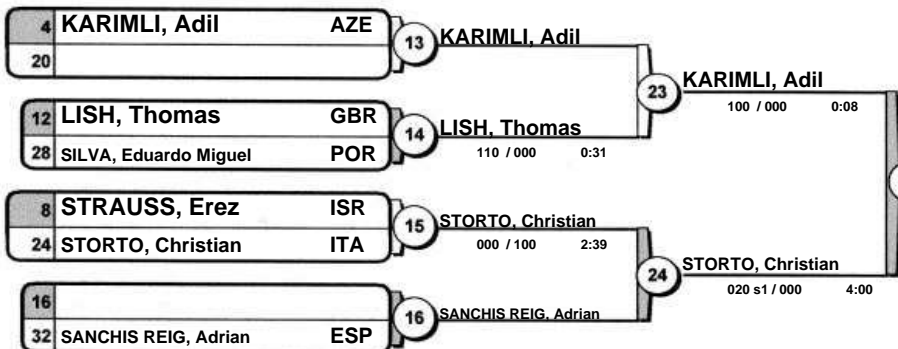 4 KARIMLI, Adil AZE
20
13 KARIMLI, Adil
12 LISH, Thomas GBR
28 SILVA, Eduardo Miguel POR
14 LISH, Thomas
110 / 000 0:31
23 KARIMLI, Adil
100 / 000 0:08
8 STRAUSS, Erez ISR
24 STORTO, Christian ITA
15 STORTO, Christian
000 / 100 2:39
16
32 SANCHIS REIG, Adrian ESP
16 SANCHIS REIG, Adrian
24 STORTO, Christian
020 s1 / 000 4:00